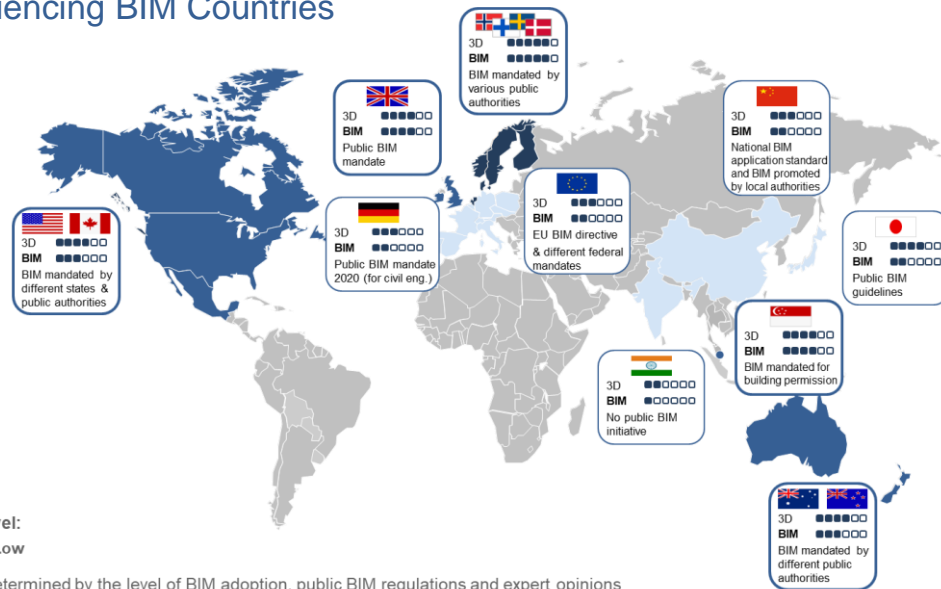 BIM Countries
3D
BIM
BIM mandated by
various public
authorities
3D
BIM
Public BIM
mandate
3D
BIM
National BIM
application standard
and BIM promoted
by local authorities
3D
BIM
EU BIM directive
& different federal
mandates
3D
BIM
Public BIM mandate
2020 (for civil eng.)
3D
BIM
BIM mandated by
different states &
public authorities
3D
BIM
Public BIM
guidelines
3D
BIM
BIM mandated for
building permission
3D
BIM
No public BIM
initiative
3D
BIM
BIM mandated by
different public
authorities
determined by the level of BIM adoption, public BIM regulations and expert opinions